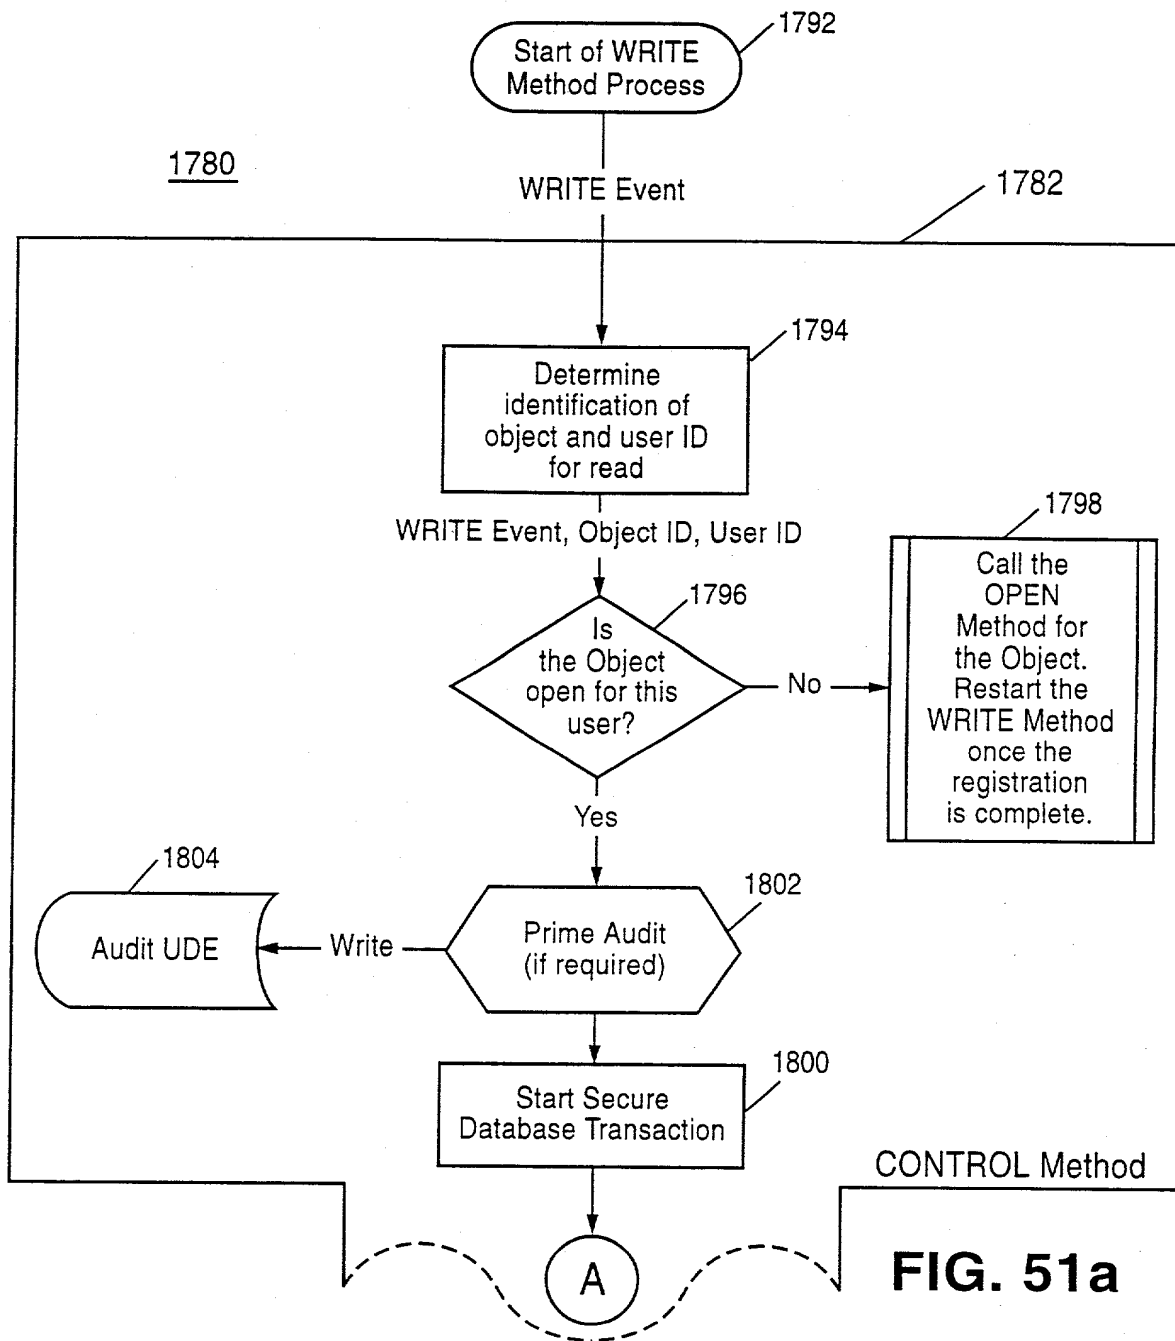 1792
Start of WRITE
Method Process
1780
WRITE Event
1782
1794
Determine
identification of
object and user ID
for read
WRITE Event, Object ID, User ID
1798
Call the
OPEN
Method for
the Object.
Restart the
WRITE Method
once the
registration
is complete.
1796
Is
the Object
open for this
user?
No
Yes
1804
Audit UDE
Write
1802
Prime Audit
(if required)
1800
Start Secure
Database Transaction
CONTROL Method
A
FIG. 51a